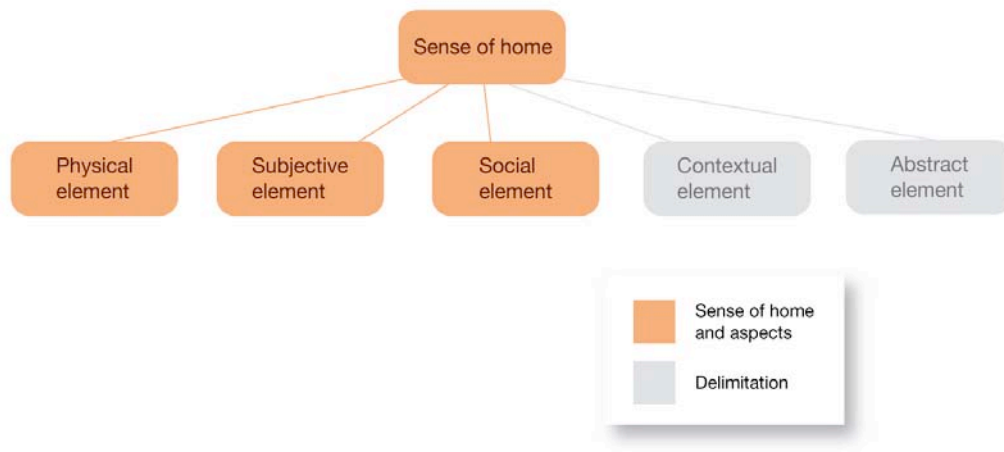 Sense of home
Physical
element
Subjective
element
Social
element
Contextual
element
Abstract
element
Sense of home
and aspects
Delimitation